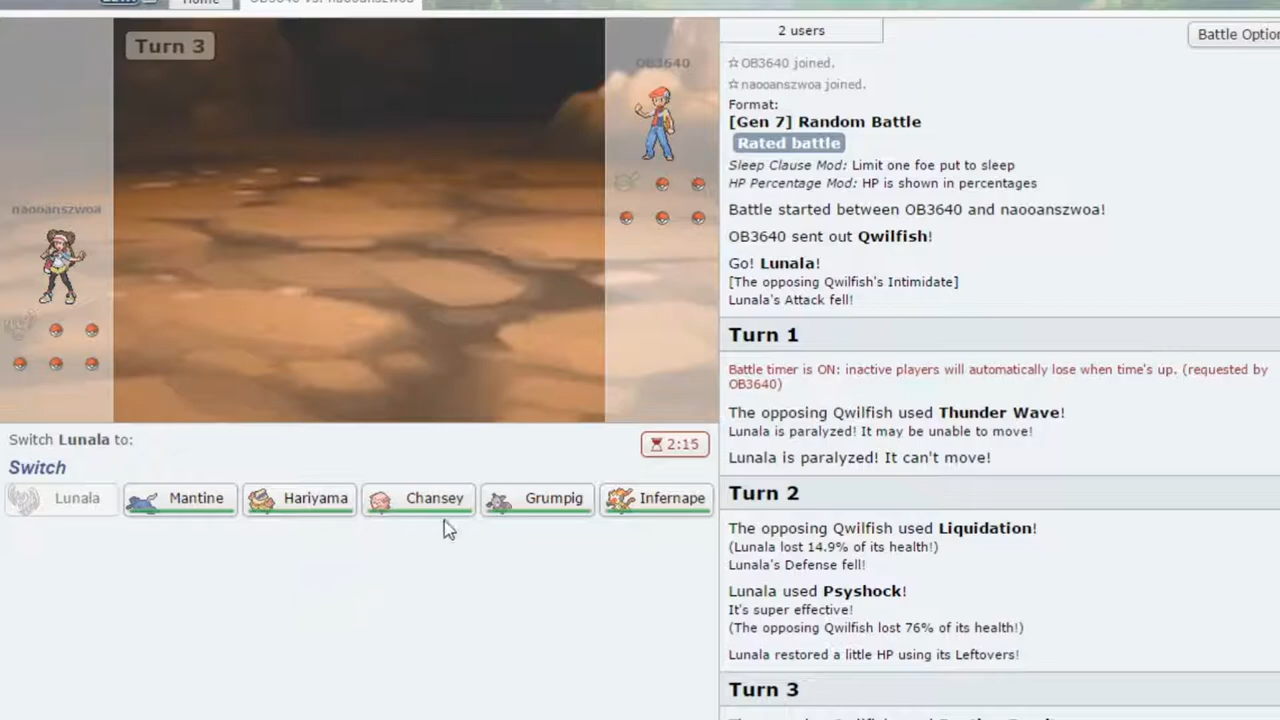 Home
OB3640 vs. naooanszwoa
Turn 3
OB3640
naooanszwoa
Switch Lunala to:
2:15
Switch
Lunala
Mantine
Hariyama
Chansey
Grumpig
Infernape
2 users
Battle Option
☆OB3640 joined.
☆naooanszwoa joined.
Format:
[Gen 7] Random Battle
Rated battle
Sleep Clause Mod: Limit one foe put to sleep
HP Percentage Mod: HP is shown in percentages
Battle started between OB3640 and naooanszwoa!
OB3640 sent out Qwilfish!
Go! Lunala!
[The opposing Qwilfish's Intimidate]
Lunala's Attack fell!
Turn 1
Battle timer is ON: inactive players will automatically lose when time's up. (requested by
OB3640)
The opposing Qwilfish used Thunder Wave!
Lunala is paralyzed! It may be unable to move!
Lunala is paralyzed! It can't move!
Turn 2
The opposing Qwilfish used Liquidation!
(Lunala lost 14.9% of its health!)
Lunala's Defense fell!
Lunala used Psyshock!
It's super effective!
(The opposing Qwilfish lost 76% of its health!)
Lunala restored a little HP using its Leftovers!
Turn 3